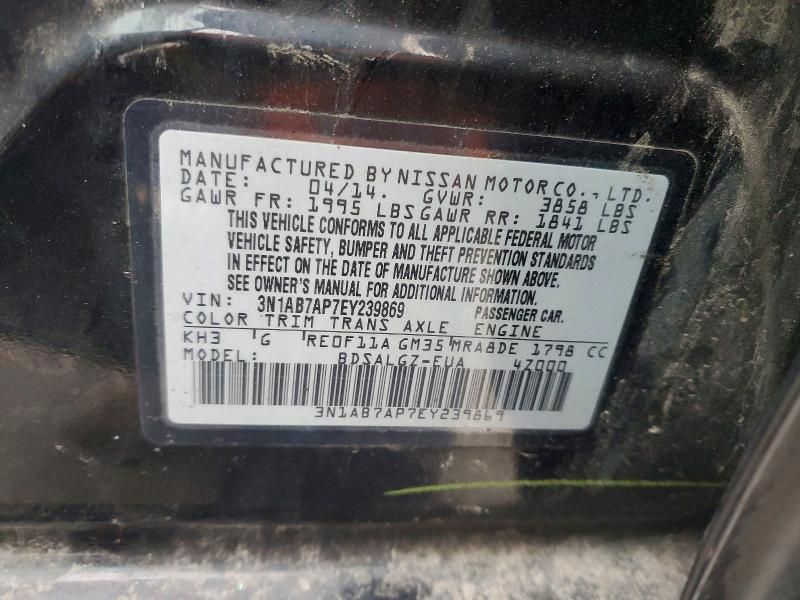 MANUFACTURED BY NISSAN MOTOR CO., LTD.
DATE: 04/14. GVWR: 3858 LBS
GAWR FR: 1995 LBS GAWR RR: 1841 LBS
THIS VEHICLE CONFORMS TO ALL APPLICABLE FEDERAL MOTOR
VEHICLE SAFETY, BUMPER AND THEFT PREVENTION STANDARDS
IN EFFECT ON THE DATE OF MANUFACTURE SHOWN ABOVE.
SEE OWNER'S MANUAL FOR ADDITIONAL INFORMATION.
VIN: 3N1AB7AP7EY239869 PASSENGER CAR.
COLOR TRIM TRANS AXLE ENGINE
KH3 G RE0F11A GM35 MRA8DE 1798 CC
MODEL: BDSALGZ-EUA 4Z000
3N1AB7AP7EY239869